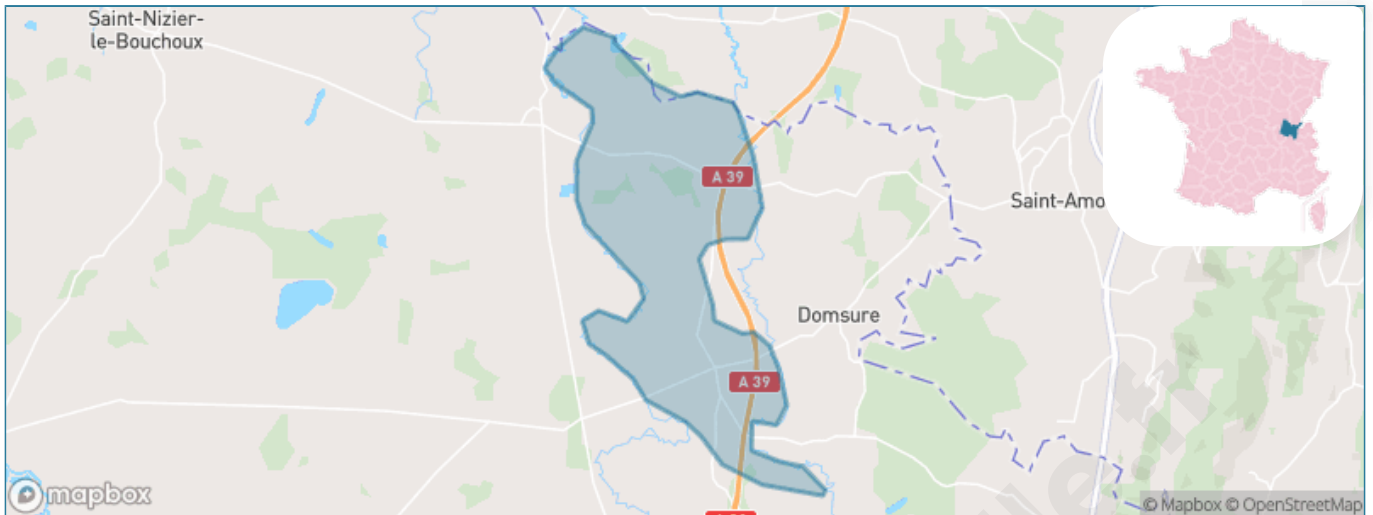 Saint-Nizier-
le-Bouchoux
A 39
Saint-Amo
Domsure
A 39
mapbox
© Mapbox © OpenStreetMap